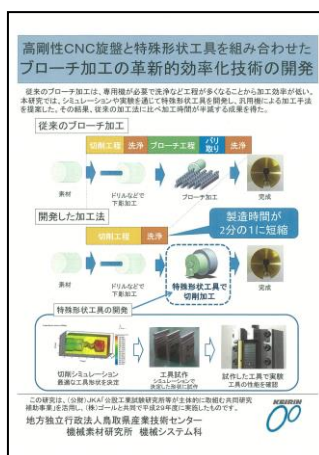 高剛性CNC旋盤と特殊形状工具を組み合わせた
ブローチ加工の革新的効率化技術の開発
従来のブローチ加工は、専用機が必要で洗浄など工程が多くなることから加工効率が低い。
本研究では、シミュレーションや実験を通じて特殊形状工具を開発し、汎用機による加工手法
を提案した。その結果、従来の加工法に比べ加工時間が半減する成果を得た。
従来のブローチ加工
切削工程 洗浄 ブローチ工程 バリ取り 洗浄
素材 ドリルなどで下彫加工 ブローチ加工 完成
開発した加工法
切削工程 洗浄
製造時間が
2分の1に短縮
素材 ドリルなどで下彫加工 特殊形状工具で切削加工 完成
特殊形状工具の開発
切削シミュレーション
最適な工具形状を決定
工具試作
シミュレーションで
決定した形状に試作
試作した工具で実験
工具の性能を確認
この研究は、(公財)JKA「公設工業試験研究所等が主体的に取組む共同研究
補助事業」を活用し、(株)ゴールと共同で平成29年度に実施したものです。
KEIRIN
地方独立行政法人鳥取県産業技術センター
機械素材研究所 機械システム科